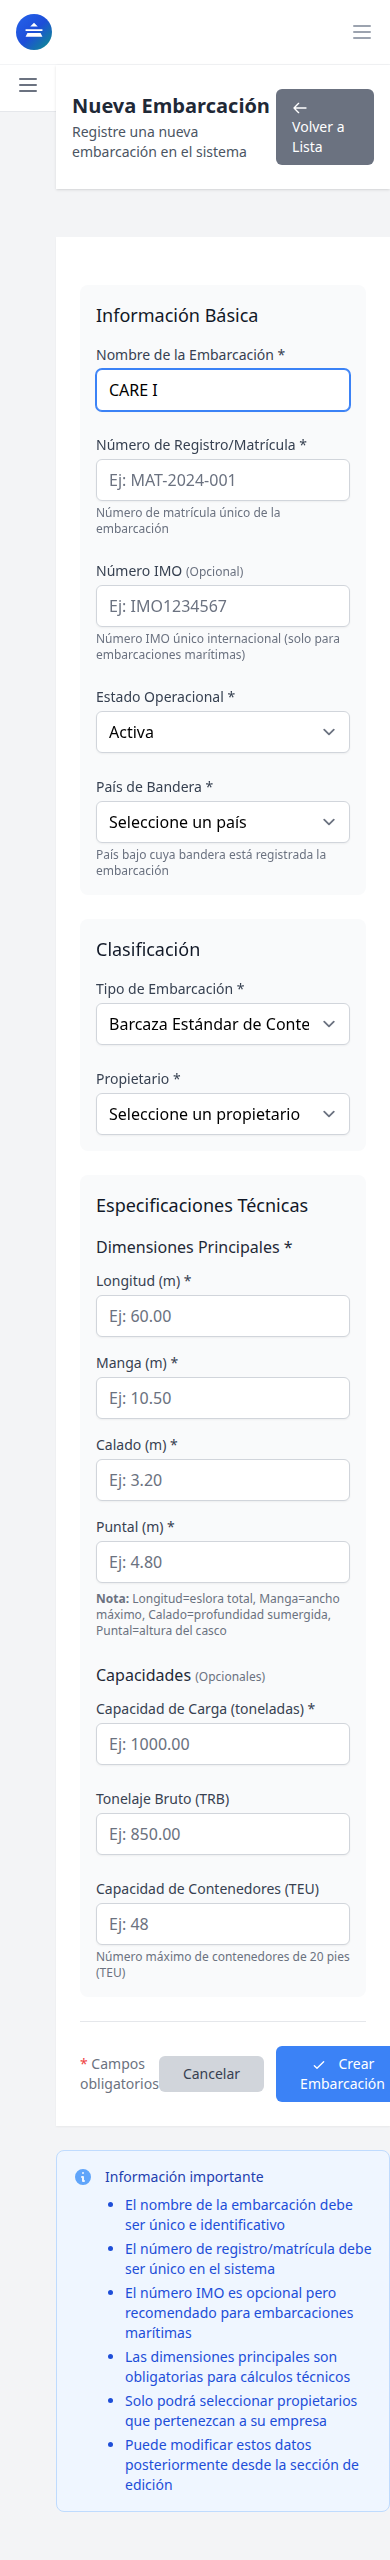 Nueva Embarcación
Registre una nueva
embarcación en el sistema
Volver a
Lista
Información Básica
Nombre de la Embarcación *
CARE I
Número de Registro/Matrícula *
Ej: MAT-2024-001
Número de matrícula único de la
embarcación
Número IMO (Opcional)
Ej: IMO1234567
Número IMO único internacional (solo para
embarcaciones marítimas)
Estado Operacional *
Activa
País de Bandera *
Seleccione un país
País bajo cuya bandera está registrada la
embarcación
Clasificación
Tipo de Embarcación *
Barcaza Estándar de Conte
Propietario *
Seleccione un propietario
Especificaciones Técnicas
Dimensiones Principales *
Longitud (m) *
Ej: 60.00
Manga (m) *
Ej: 10.50
Calado (m) *
Ej: 3.20
Puntal (m) *
Ej: 4.80
Nota: Longitud=eslora total, Manga=ancho
máximo, Calado=profundidad sumergida,
Puntal=altura del casco
Capacidades (Opcionales)
Capacidad de Carga (toneladas) *
Ej: 1000.00
Tonelaje Bruto (TRB)
Ej: 850.00
Capacidad de Contenedores (TEU)
Ej: 48
Número máximo de contenedores de 20 pies
(TEU)
* Campos
obligatorios
Cancelar
Crear
Embarcación
Información importante
• El nombre de la embarcación debe
ser único e identificativo
• El número de registro/matrícula debe
ser único en el sistema
• El número IMO es opcional pero
recomendado para embarcaciones
marítimas
• Las dimensiones principales son
obligatorias para cálculos técnicos
• Solo podrá seleccionar propietarios
que pertenezcan a su empresa
• Puede modificar estos datos
posteriormente desde la sección de
edición